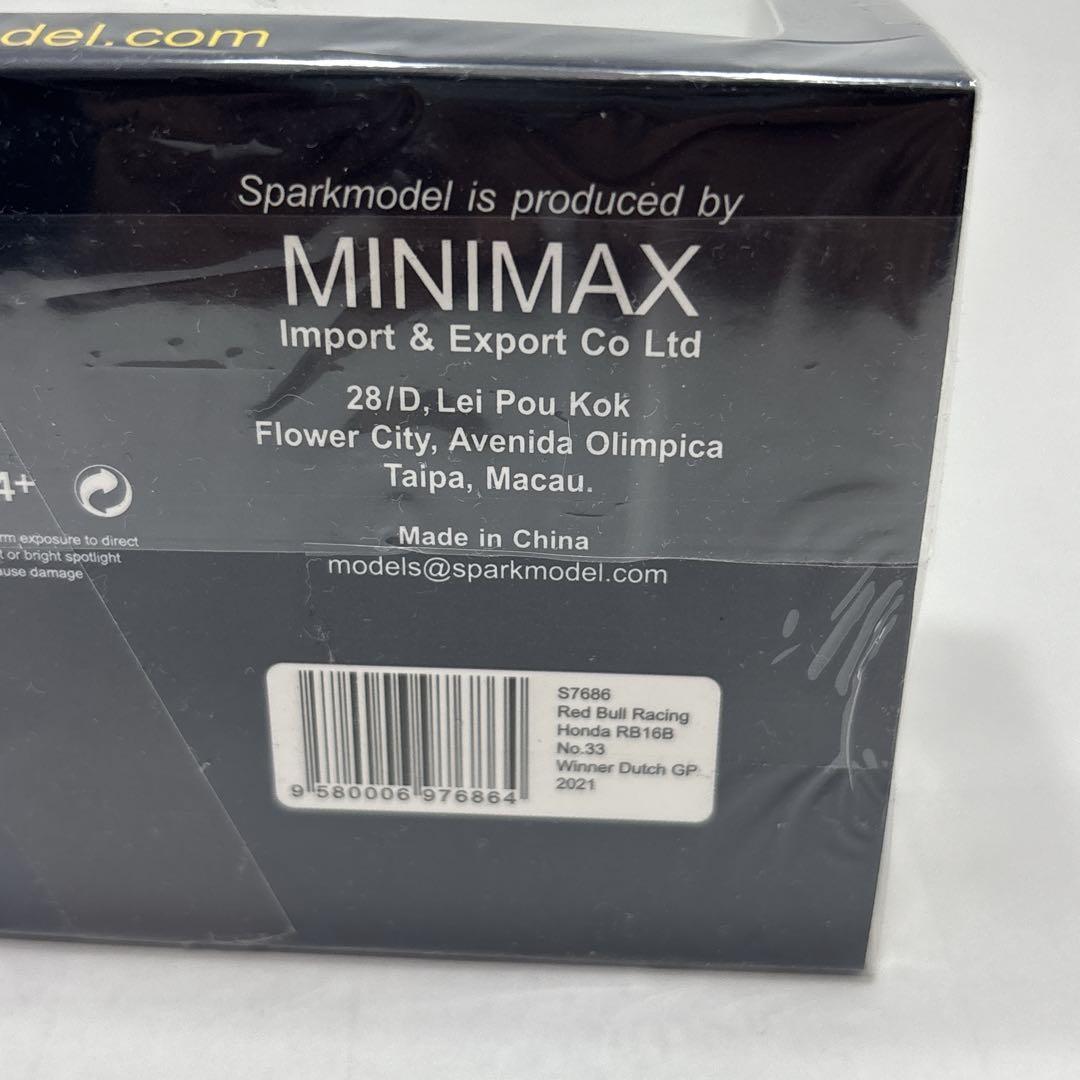 del.com
Sparkmodel is produced by
MINIMAX
Import & Export Co Ltd
28/D, Lei Pou Kok
Flower City, Avenida Olimpica
Taipa, Macau.
4+
exposure to direct
or bright spotlight
damage
Made in China
models@sparkmodel.com
S7686
Red Bull Racing
Honda RB16B
No.33
Winner Dutch GP
2021
9 580006 976864